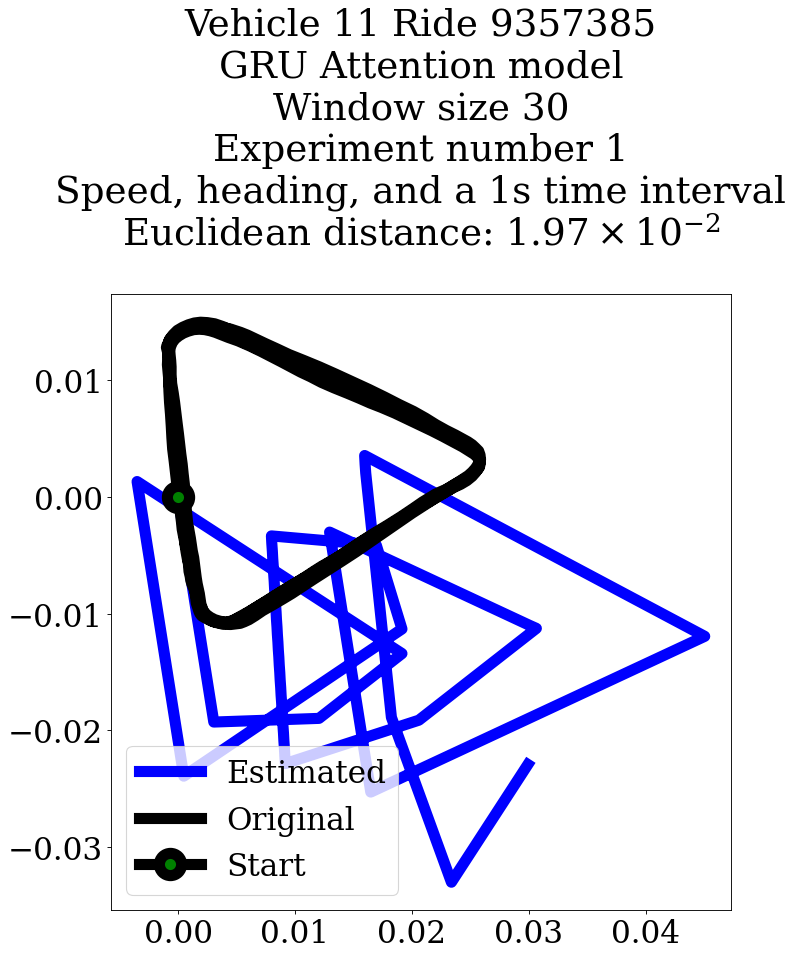 Vehicle 11 Ride 9357385
GRU Attention model
Window size 30
Experiment number 1
Speed, heading, and a 1s time interval
Euclidean distance: 1.97 × 10⁻²
0.01
0.00
−0.01
−0.02
−0.03
Estimated
Original
Start
0.00 0.01 0.02 0.03 0.04